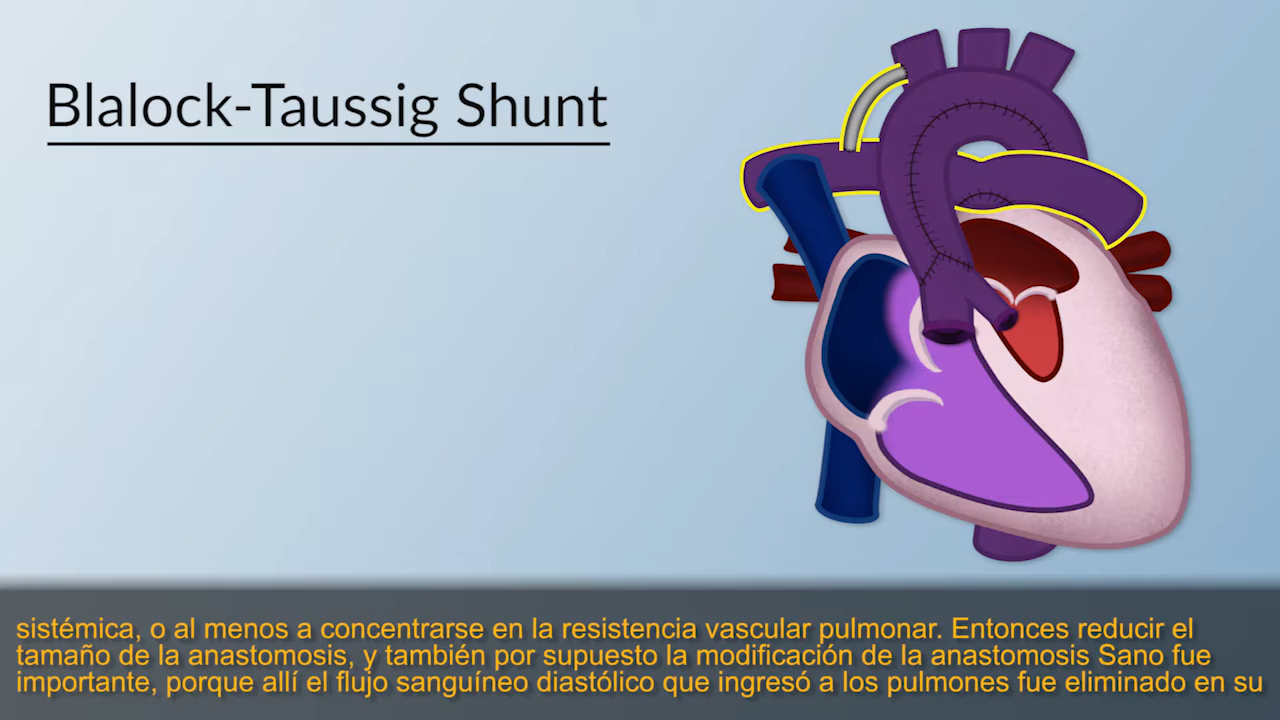 Blalock-Taussig Shunt
sistémica, o al menos a concentrarse en la resistencia vascular pulmonar. Entonces reducir el
tamaño de la anastomosis, y también por supuesto la modificación de la anastomosis Sano fue
importante, porque allí el flujo sanguíneo diastólico que ingresó a los pulmones fue eliminado en su